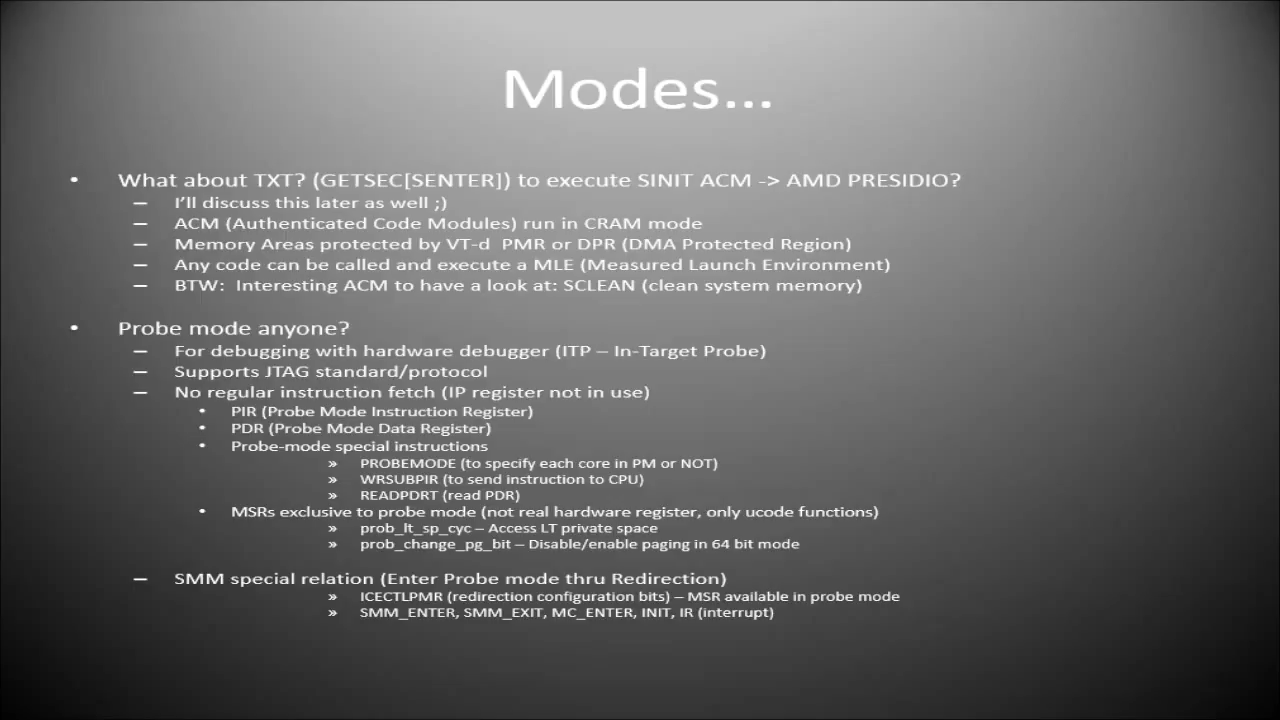 Modes...
• What about TXT? (GETSEC[SENTER]) to execute SINIT ACM -> AMD PRESIDIO?
– I'll discuss this later as well ;)
– ACM (Authenticated Code Modules) run in CRAM mode
– Memory Areas protected by VT-d PMR or DPR (DMA Protected Region)
– Any code can be called and execute a MLE (Measured Launch Environment)
– BTW: Interesting ACM to have a look at: SCLEAN (clean system memory)
• Probe mode anyone?
– For debugging with hardware debugger (ITP – In-Target Probe)
– Supports JTAG standard/protocol
– No regular instruction fetch (IP register not in use)
• PIR (Probe Mode Instruction Register)
• PDR (Probe Mode Data Register)
• Probe-mode special instructions
» PROBEMODE (to specify each core in PM or NOT)
» WRSUBPIR (to send instruction to CPU)
» READPDRT (read PDR)
• MSRs exclusive to probe mode (not real hardware register, only ucode functions)
» prob_lt_sp_cyc – Access LT private space
» prob_change_pg_bit – Disable/enable paging in 64 bit mode
– SMM special relation (Enter Probe mode thru Redirection)
» ICECTLPMR (redirection configuration bits) – MSR available in probe mode
» SMM_ENTER, SMM_EXIT, MC_ENTER, INIT, IR (interrupt)